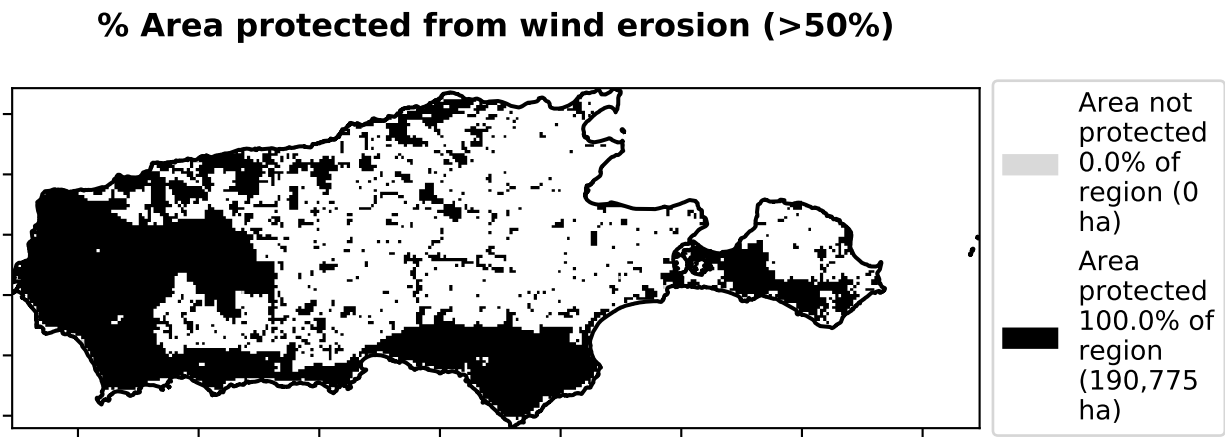 % Area protected from wind erosion (>50%)
Area not
protected
0.0% of
region (0
ha)
Area
protected
100.0% of
region
(190,775
ha)